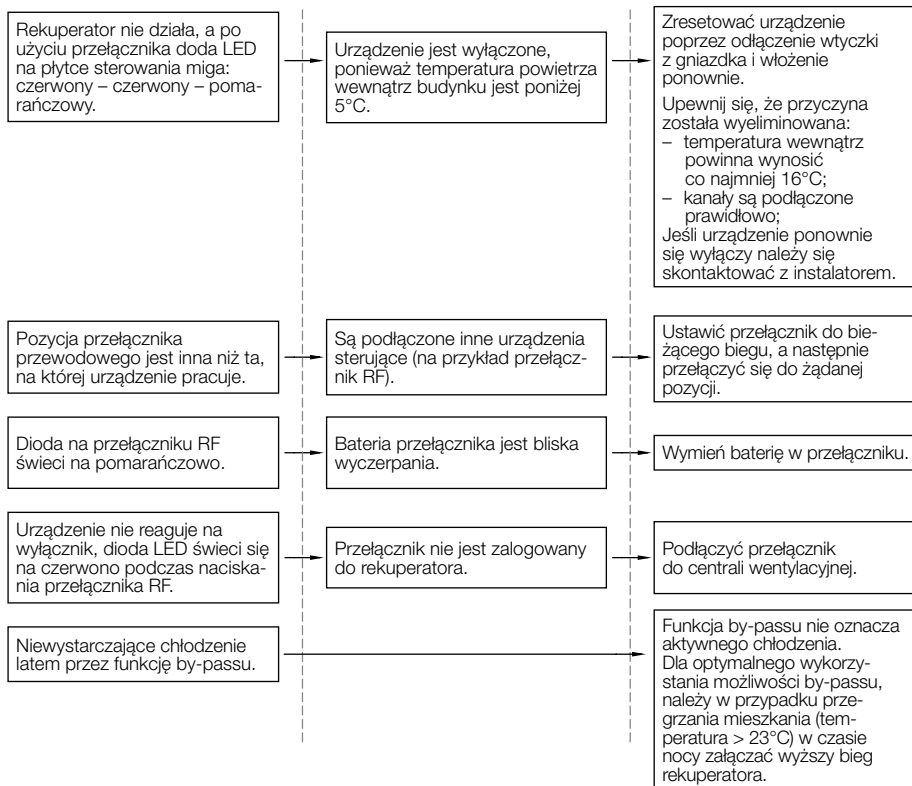 Rekuperator nie działa, a po
użyciu przełącznika doda LED
na płytce sterowania miga:
czerwony – czerwony – poma-
rańczowy.
Urządzenie jest wyłączone,
ponieważ temperatura powietrza
wewnątrz budynku jest poniżej
5°C.
Zresetować urządzenie
poprzez odłączenie wtyczki
z gniazdka i włożenie
ponownie.
Upewnij się, że przyczyna
została wyeliminowana:
– temperatura wewnątrz
powinna wynosić
co najmniej 16°C;
– kanały są podłączone
prawidłowo;
Jeśli urządzenie ponownie
się wyłączy należy się
skontaktować z instalatorem.
Pozycja przełącznika
przewodowego jest inna niż ta,
na której urządzenie pracuje.
Są podłączone inne urządzenia
sterujące (na przykład przełącz-
nik RF).
Ustawić przełącznik do bie-
żącego biegu, a następnie
przełączyć się do żądanej
pozycji.
Dioda na przełączniku RF
świeci na pomarańczowo.
Bateria przełącznika jest bliska
wyczerpania.
Wymień baterię w przełączniku.
Urządzenie nie reaguje na
wyłącznik, dioda LED świeci się
na czerwono podczas naciska-
nia przełącznika RF.
Przełącznik nie jest zalogowany
do rekuperatora.
Podłączyć przełącznik
do centrali wentylacyjnej.
Niewystarczające chłodzenie
latem przez funkcję by-passu.
Funkcja by-passu nie oznacza
aktywnego chłodzenia.
Dla optymalnego wykorzy-
stania możliwości by-passu,
należy w przypadku prze-
grzania mieszkania (tem-
peratura > 23°C) w czasie
nocy załączać wyższy bieg
rekuperatora.